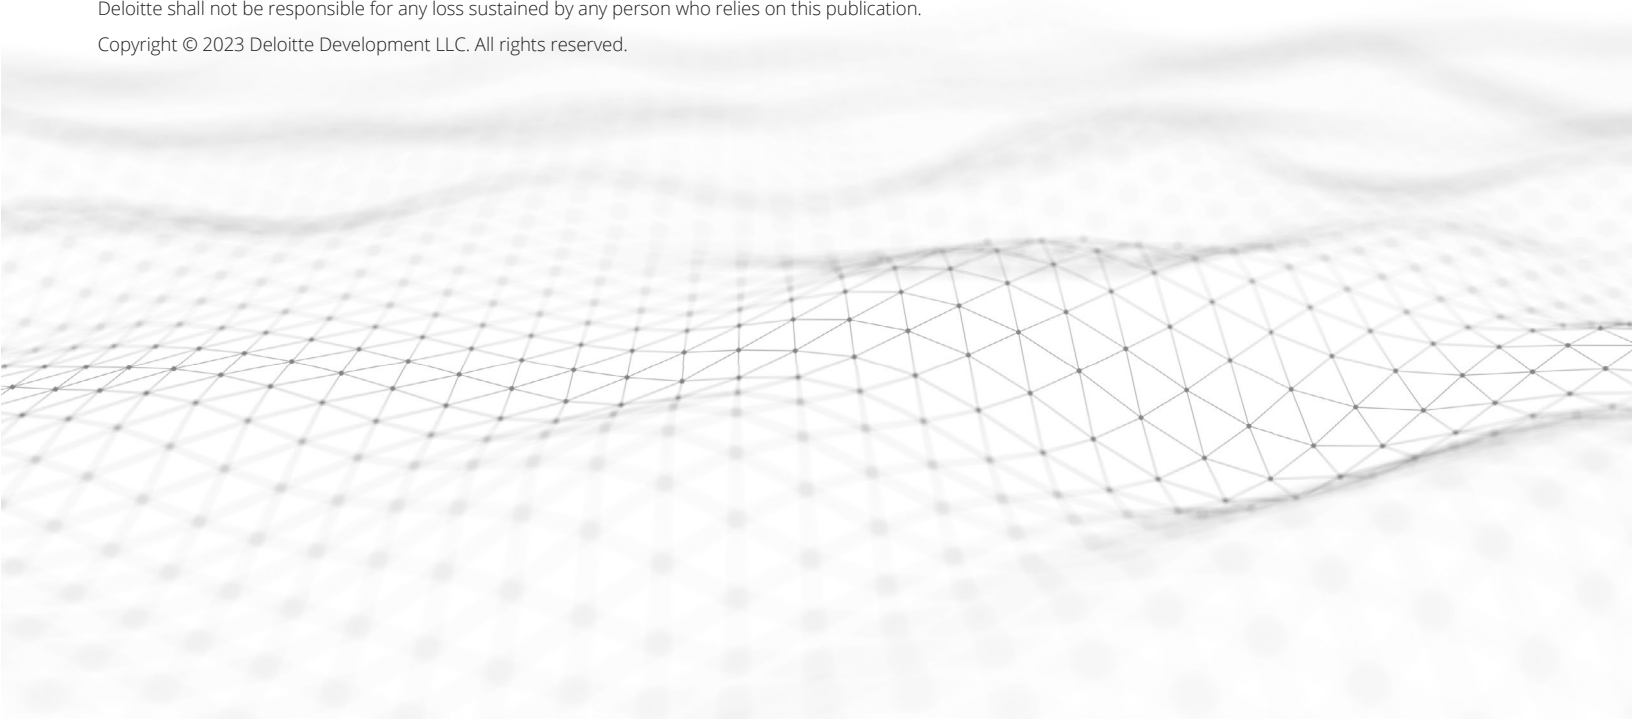 Deloitte shall not be responsible for any loss sustained by any person who relies on this publication.
Copyright © 2023 Deloitte Development LLC. All rights reserved.